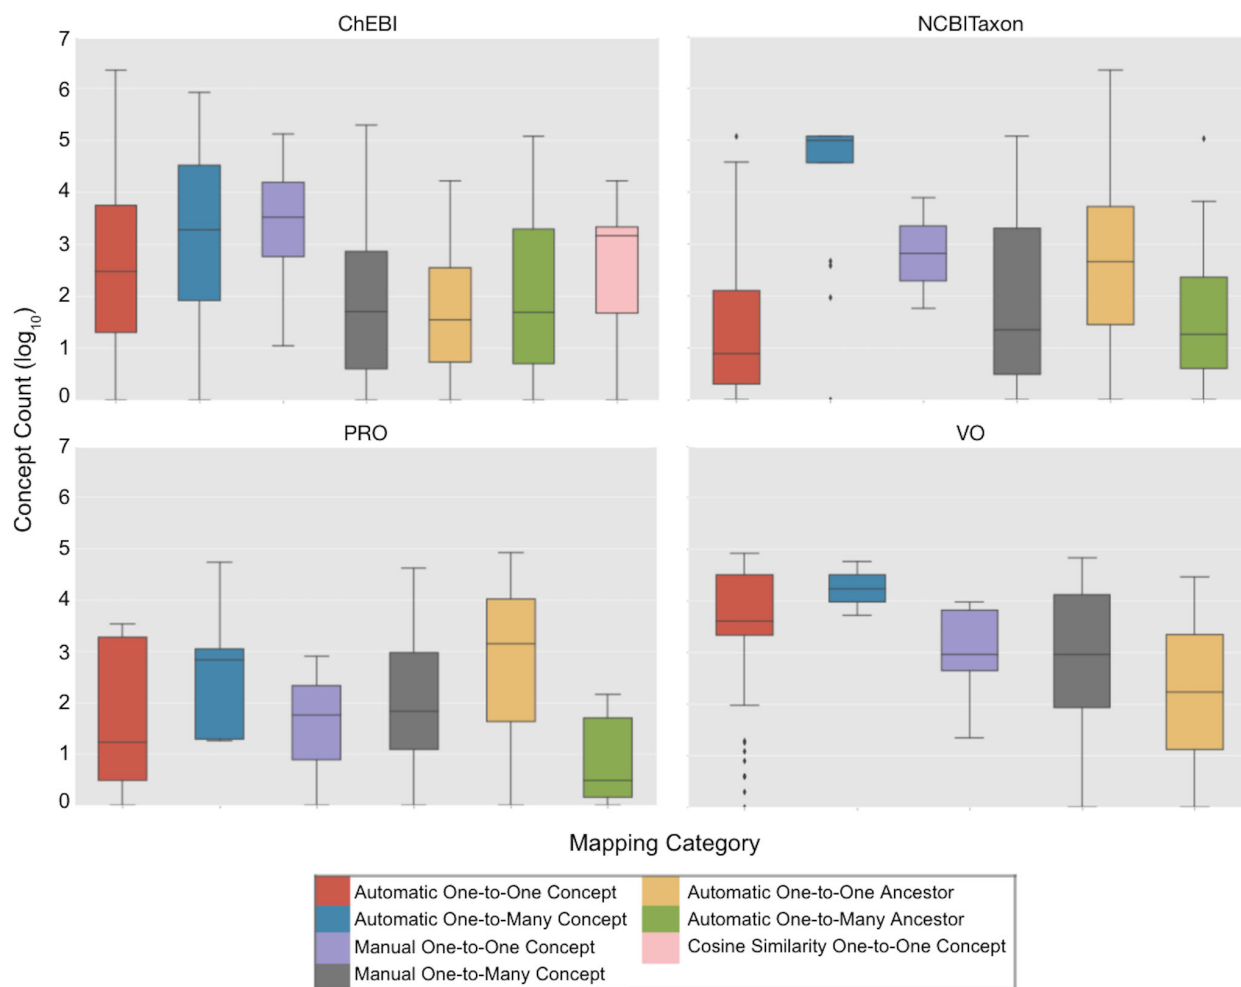 ChEBI
NCBITaxon
7
6
5
4
3
2
1
0
PRO
VO
7
6
5
4
3
2
1
0
Concept Count (log10)
Mapping Category
Automatic One-to-One Concept
Automatic One-to-Many Concept
Manual One-to-One Concept
Manual One-to-Many Concept
Automatic One-to-One Ancestor
Automatic One-to-Many Ancestor
Cosine Similarity One-to-One Concept